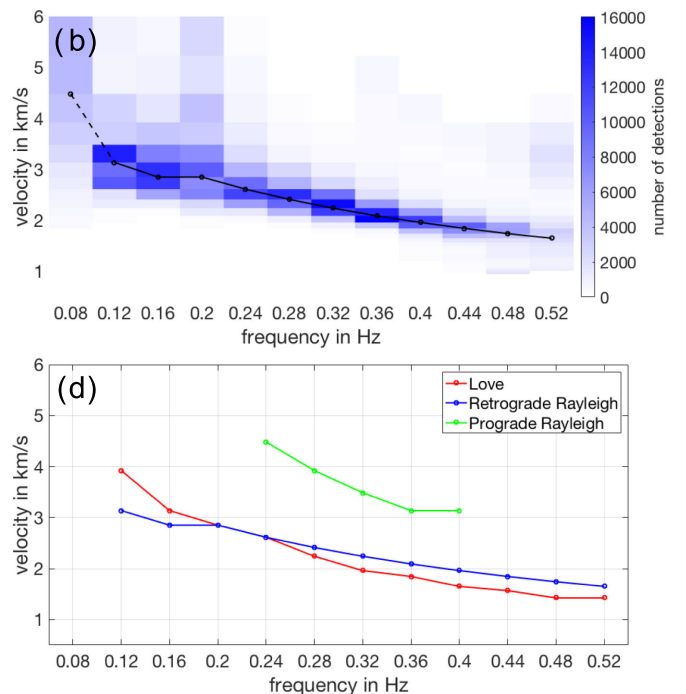 (b)
velocity in km/s
6
5
4
3
2
1
0.08 0.12 0.16 0.2 0.24 0.28 0.32 0.36 0.4 0.44 0.48 0.52
frequency in Hz
16000
14000
12000
10000
8000
6000
4000
2000
0
number of detections
(d)
velocity in km/s
6
5
4
3
2
1
Love
Retrograde Rayleigh
Prograde Rayleigh
0.08 0.12 0.16 0.2 0.24 0.28 0.32 0.36 0.4 0.44 0.48 0.52
frequency in Hz